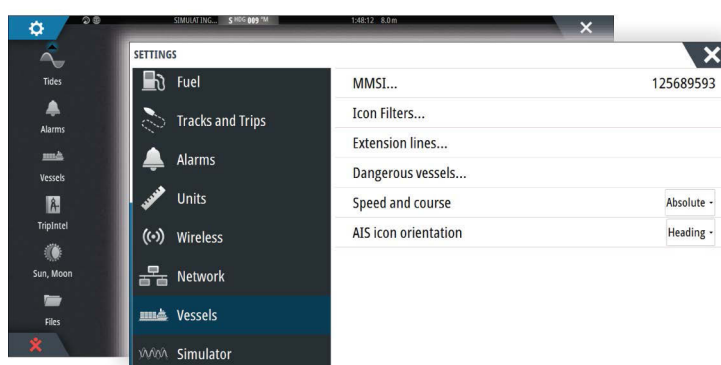 SIMULATING... S HDG 009 °M 1:48:12 8.0 m
Tides
Alarms
Vessels
TripIntel
Sun, Moon
Files
SETTINGS
Fuel
Tracks and Trips
Alarms
Units
Wireless
Network
Vessels
Simulator
MMSI... 125689593
Icon Filters...
Extension lines...
Dangerous vessels...
Speed and course Absolute
AIS icon orientation Heading